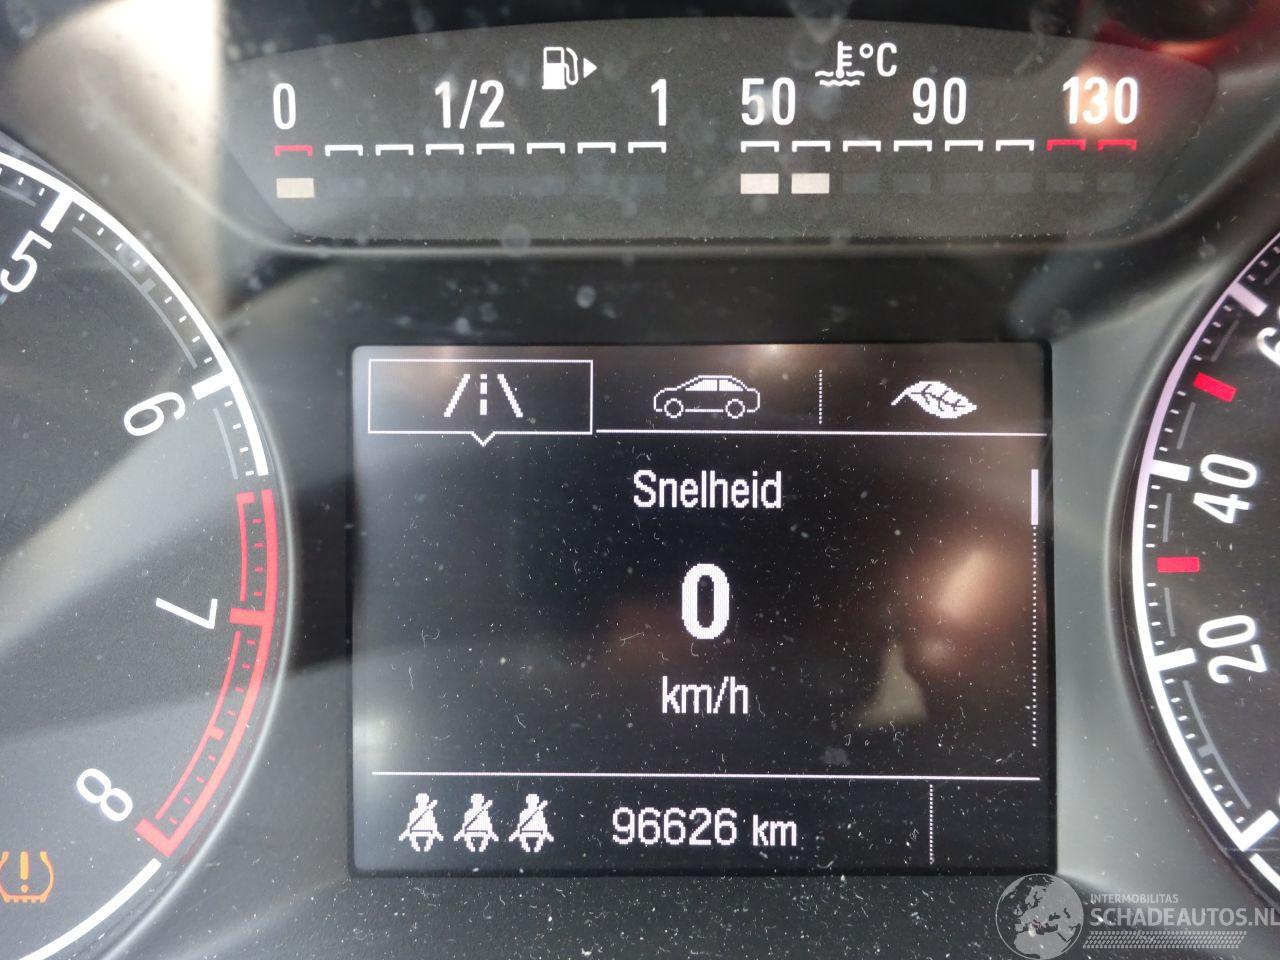 0 1/2 1 50 °C 90 130
5
6
7
8
Snelheid
0
km/h
96626 km
60
40
20
INTERMOBILITAS
SCHADEAUTOS.NL